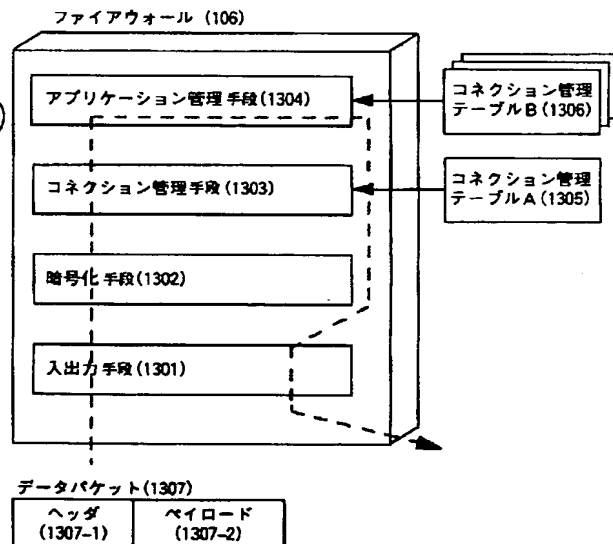 ファイアウォール (106)
アプリケーション管理手段(1304)
コネクション管理
テーブルB(1306)
コネクション管理手段(1303)
コネクション管理
テーブルA(1305)
暗号化手段(1302)
入出力手段(1301)
データパケット(1307)
ヘッダ
(1307-1)
ペイロード
(1307-2)